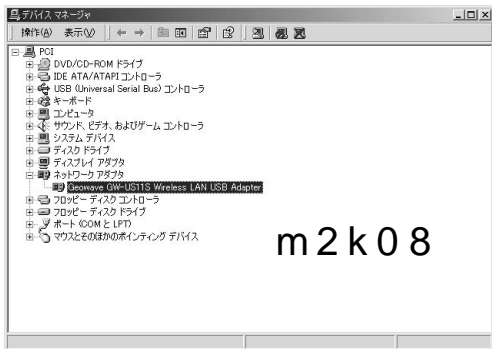 デバイス マネージャ
操作(A) 表示(V)
PCI
DVD/CD-ROM ドライブ
IDE ATA/ATAPI コントローラ
USB (Universal Serial Bus) コントローラ
キーボード
コンピュータ
サウンド、ビデオ、およびゲーム コントローラ
システム デバイス
ディスク ドライブ
ディスプレイ アダプタ
ネットワーク アダプタ
Geowave GW-US11S Wireless LAN USB Adapter
フロッピー ディスク コントローラ
フロッピー ディスク ドライブ
ポート (COM と LPT)
マウスとそのほかのポインティング デバイス
m2k08